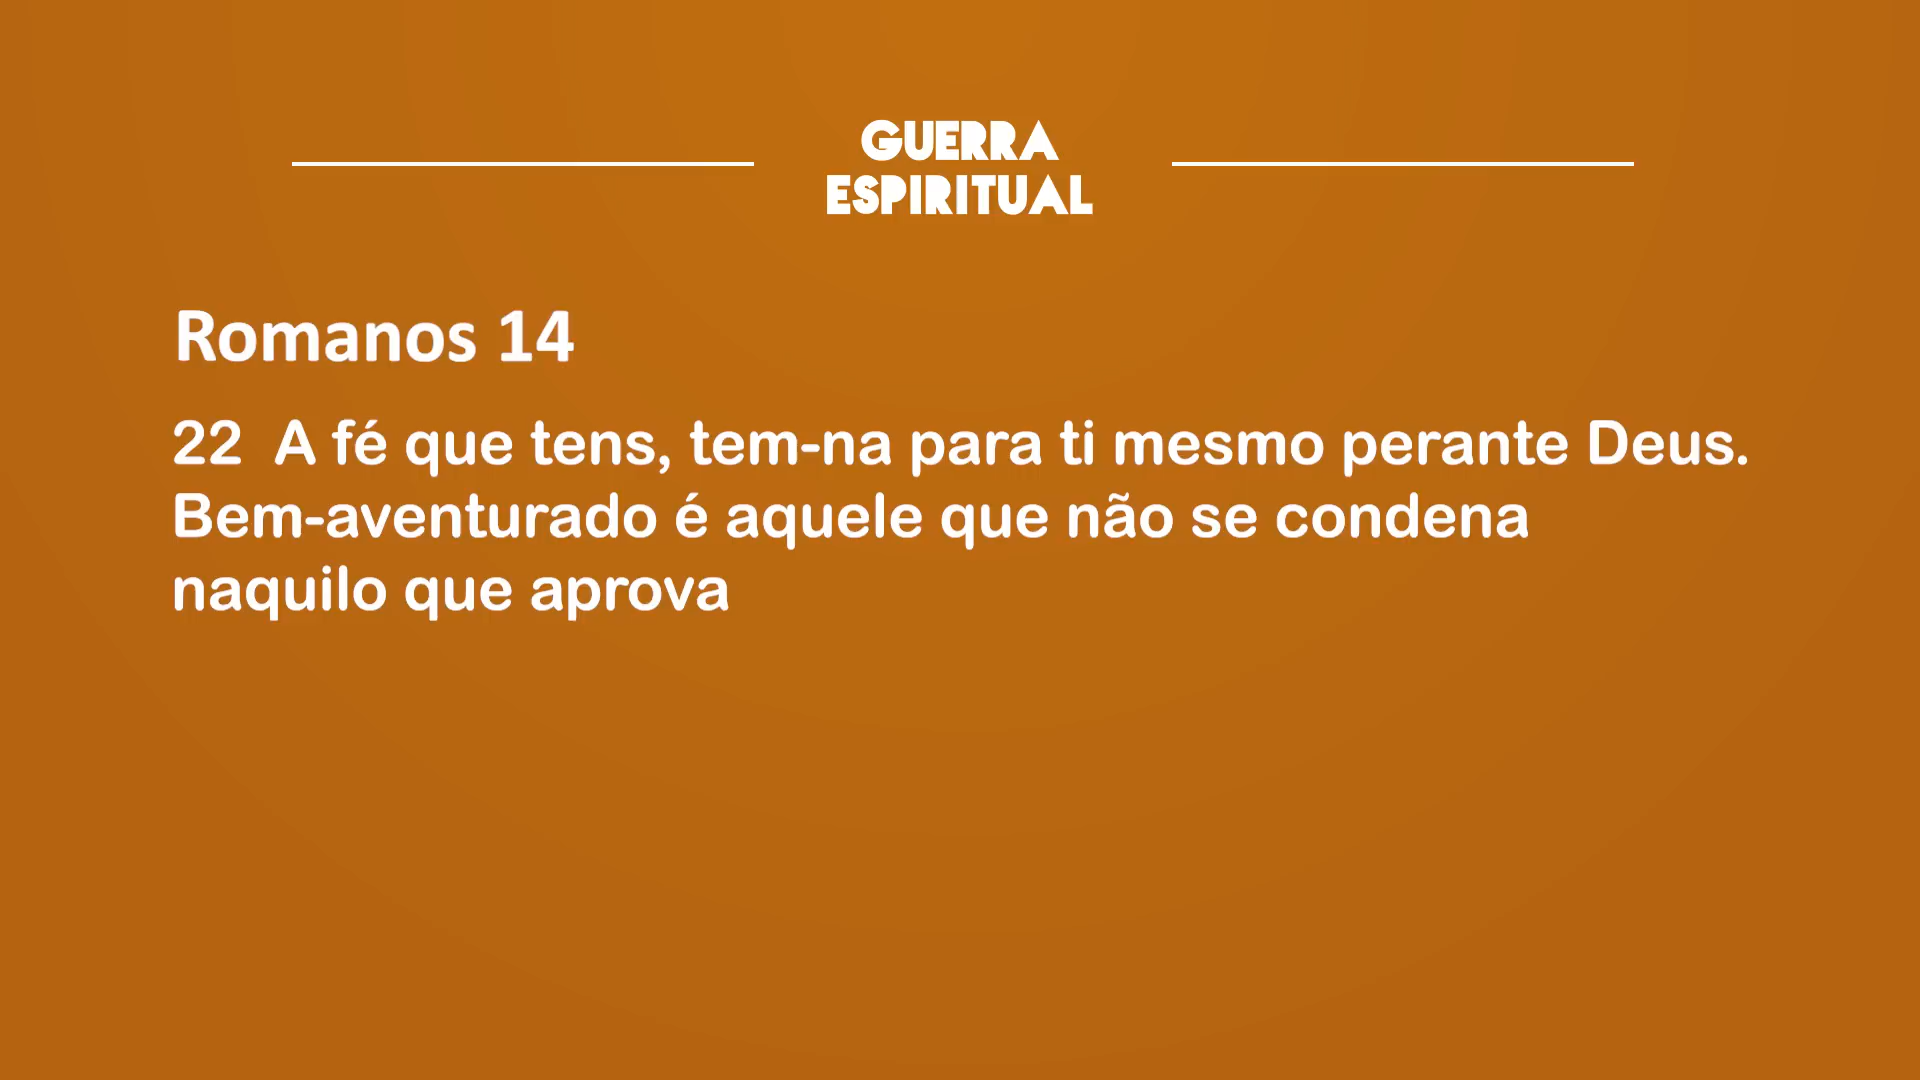 GUERRA
ESPIRITUAL
Romanos 14
22 A fé que tens, tem-na para ti mesmo perante Deus.
Bem-aventurado é aquele que não se condena
naquilo que aprova